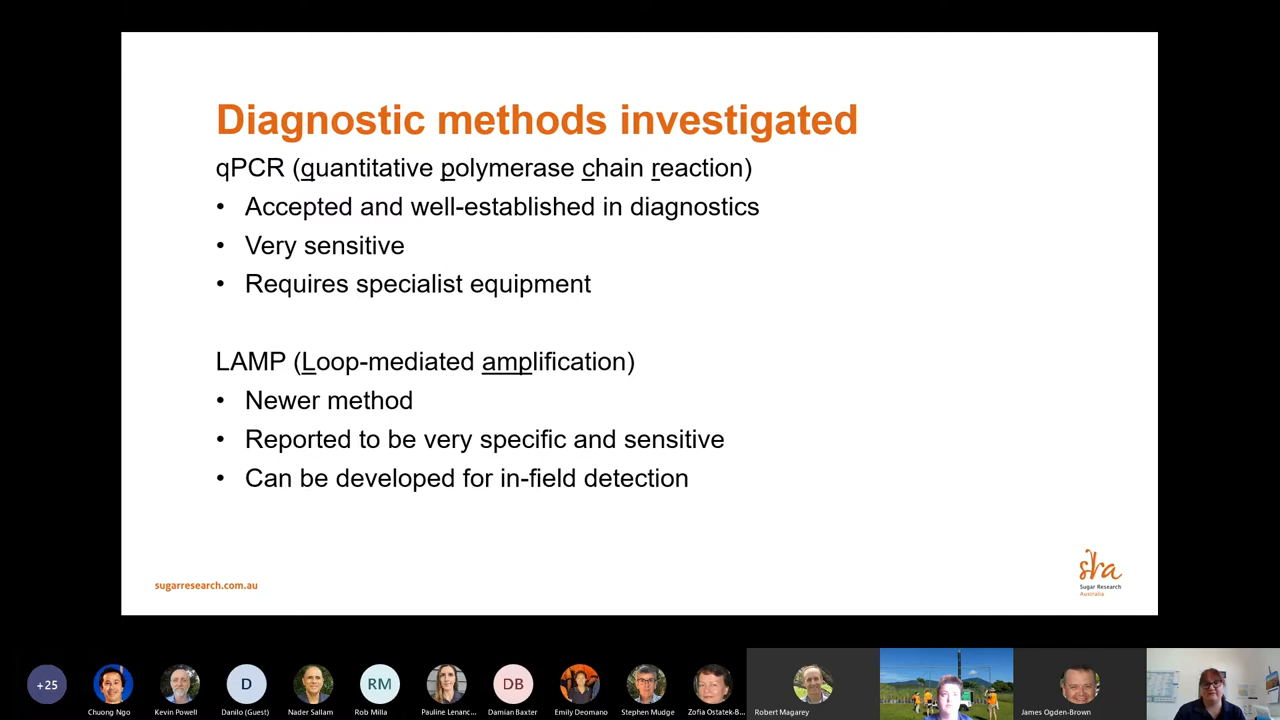 Diagnostic methods investigated
qPCR (quantitative polymerase chain reaction)
• Accepted and well-established in diagnostics
• Very sensitive
• Requires specialist equipment
LAMP (Loop-mediated amplification)
• Newer method
• Reported to be very specific and sensitive
• Can be developed for in-field detection
sugarresearch.com.au
sra
Sugar Research
Australia
+25
D
RM
DB
Chuong Ngo
Kevin Powell
Danilo (Guest)
Nader Sallam
Rob Milla
Pauline Lenanc...
Damian Baxter
Emily Deomano
Stephen Mudge
Zofia Ostatek-B...
Robert Magarey
James Ogden-Brown